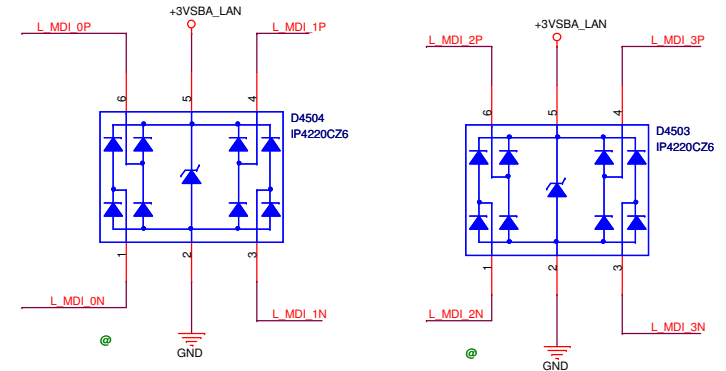 +3VSBA_LAN
L_MDI_0P
L_MDI_1P
6
5
4
D4504
IP4220CZ6
1
2
3
L_MDI_0N
L_MDI_1N
@
GND
+3VSBA_LAN
L_MDI_2P
L_MDI_3P
6
5
4
D4503
IP4220CZ6
1
2
3
L_MDI_2N
L_MDI_3N
@
GND